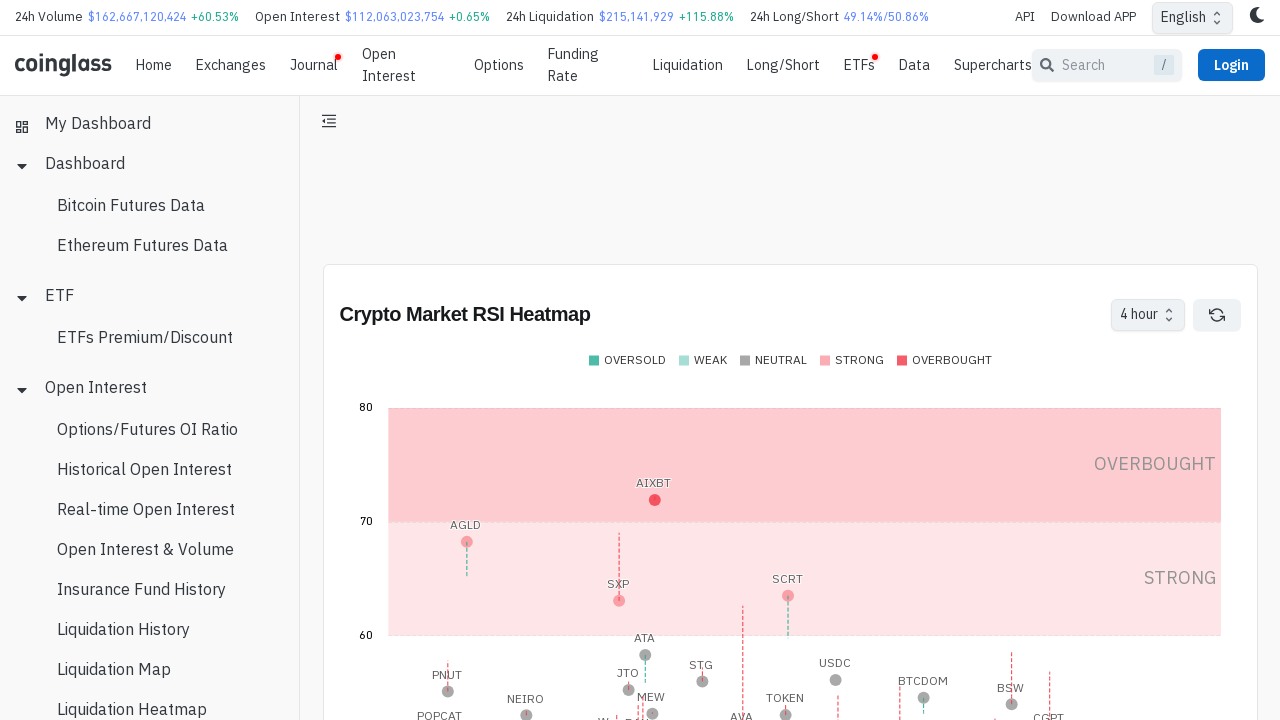 24h Volume $162,667,120,424 +60.53% Open Interest $112,063,023,754 +0.65% 24h Liquidation $215,141,929 +115.88% 24h Long/Short 49.14%/50.86% API Download APP English
coinglass Home Exchanges Journal Open Interest Options Funding Rate Liquidation Long/Short ETFs Data Supercharts Search / Login
My Dashboard
Dashboard
Bitcoin Futures Data
Ethereum Futures Data
ETF
ETFs Premium/Discount
Open Interest
Options/Futures OI Ratio
Historical Open Interest
Real-time Open Interest
Open Interest & Volume
Insurance Fund History
Liquidation History
Liquidation Map
Liquidation Heatmap
Crypto Market RSI Heatmap 4 hour
OVERSOLD WEAK NEUTRAL STRONG OVERBOUGHT
80
OVERBOUGHT
AIXBT
70
AGLD
STRONG
SCRT
SXP
60
ATA
USDC
STG
JTO
PNUT
BTCDOM
BSW
MEW
TOKEN
NEIRO
POPCAT
AVA
CGPT